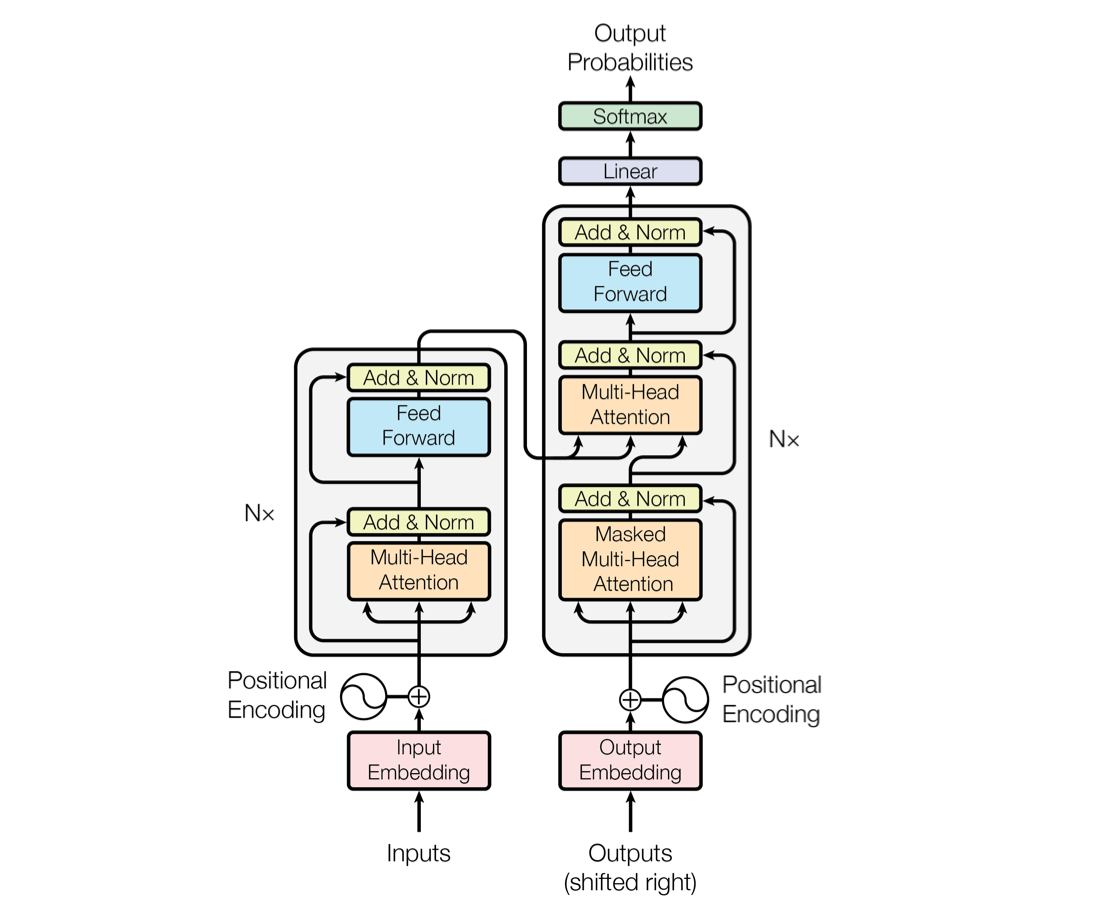 Output
Probabilities
Softmax
Linear
Add & Norm
Feed
Forward
Add & Norm
Multi-Head
Attention
Add & Norm
Masked
Multi-Head
Attention
N×
Add & Norm
Feed
Forward
Add & Norm
Multi-Head
Attention
N×
Positional
Encoding
Positional
Encoding
Input
Embedding
Output
Embedding
Inputs
Outputs
(shifted right)